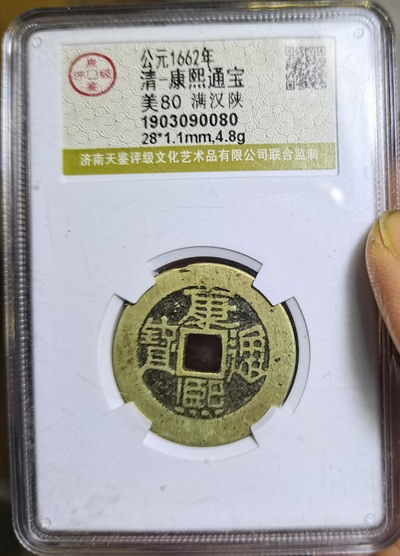 公元1662年
清-康熙通宝
美80 满汉陕
1903090080
28*1.1mm,4.8g
济南天鉴评级文化艺术品有限公司联合监制
康熙通寳